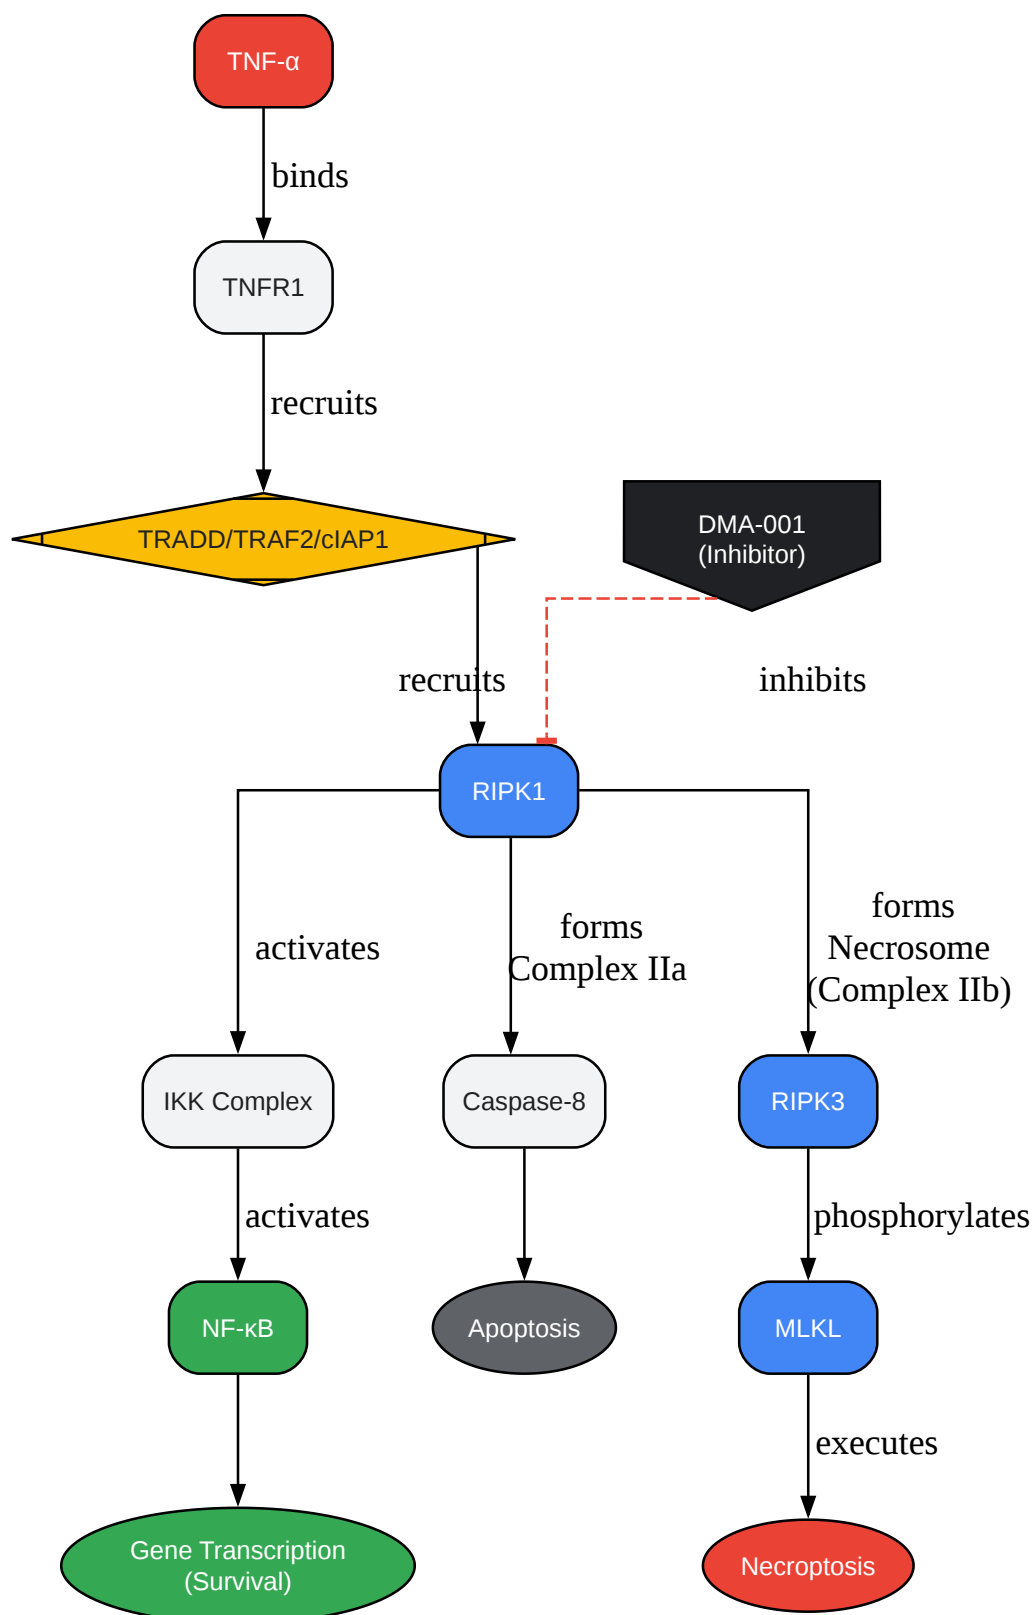 TNF-α
binds
TNFR1
recruits
TRADD/TRAF2/cIAP1
DMA-001
(Inhibitor)
recruits
inhibits
RIPK1
activates
forms
Complex IIa
forms
Necrosome
(Complex IIb)
IKK Complex
Caspase-8
RIPK3
activates
phosphorylates
NF-κB
Apoptosis
MLKL
executes
Gene Transcription
(Survival)
Necroptosis